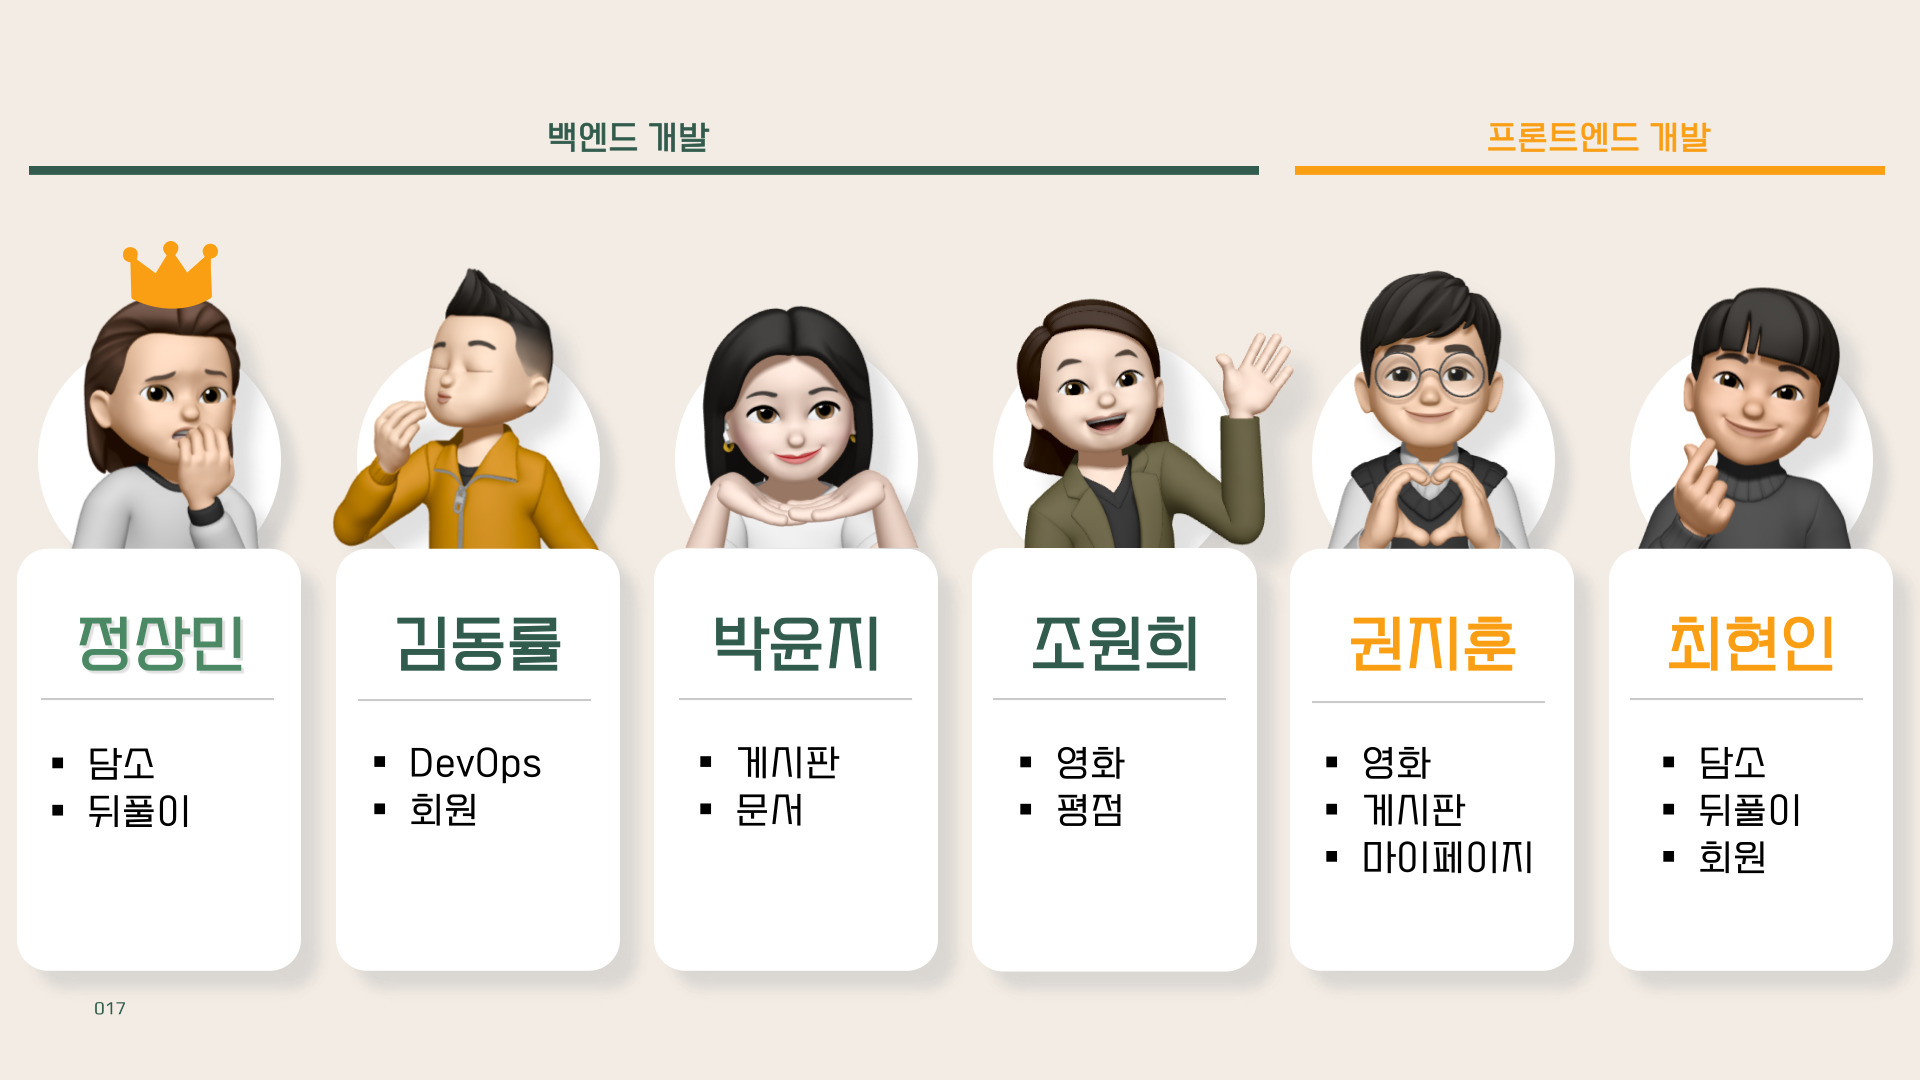 백엔드 개발
프론트엔드 개발
정상민
▪ 담소
▪ 뒤풀이
김동률
▪ DevOps
▪ 회원
박윤지
▪ 게시판
▪ 문서
조원희
▪ 영화
▪ 평점
권지훈
▪ 영화
▪ 게시판
▪ 마이페이지
최현인
▪ 담소
▪ 뒤풀이
▪ 회원
017